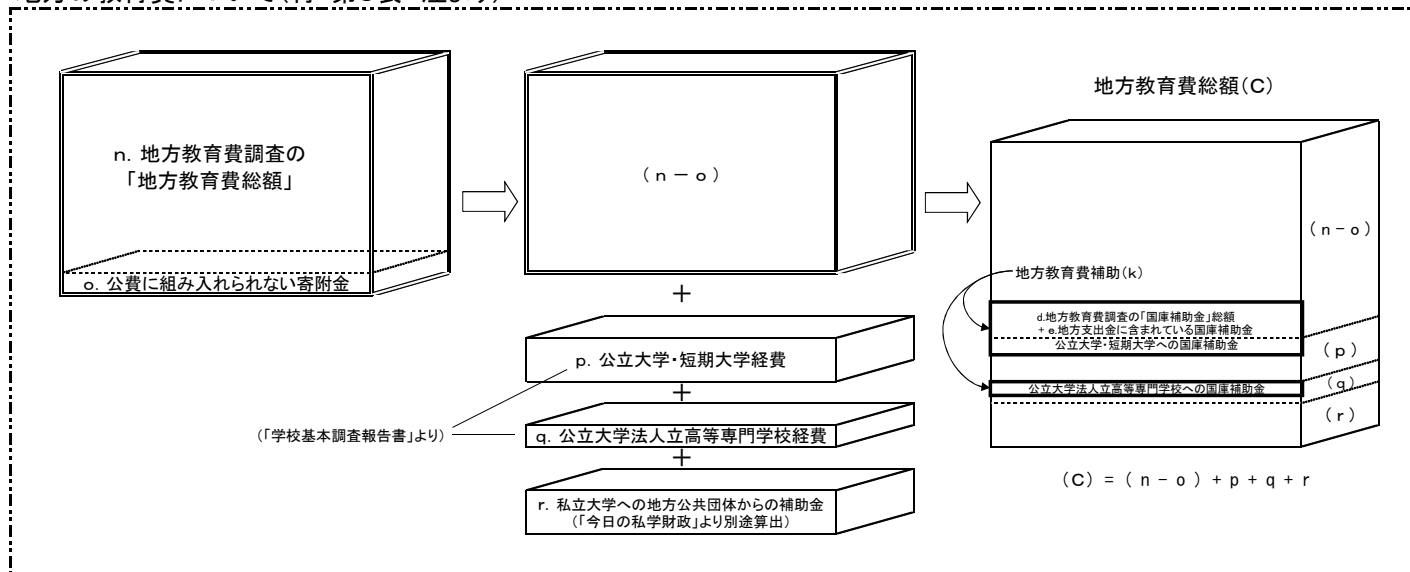 n. 地方教育費調査の
「地方教育費総額」
o. 公費に組み入れられない寄附金
(n-o)
+
p. 公立大学・短期大学経費
+
(「学校基本調査報告書」より)
q. 公立大学法人立高等専門学校経費
+
r. 私立大学への地方公共団体からの補助金
(「今日の私学財政」より別途算出)
地方教育費総額(C)
(n-o)
地方教育費補助(k)
d.地方教育費調査の「国庫補助金」総額
+ e.地方支出金に含まれている国庫補助金
公立大学・短期大学への国庫補助金
(p)
公立大学法人立高等専門学校への国庫補助金
(q)
(r)
(C) = (n-o) + p + q + r